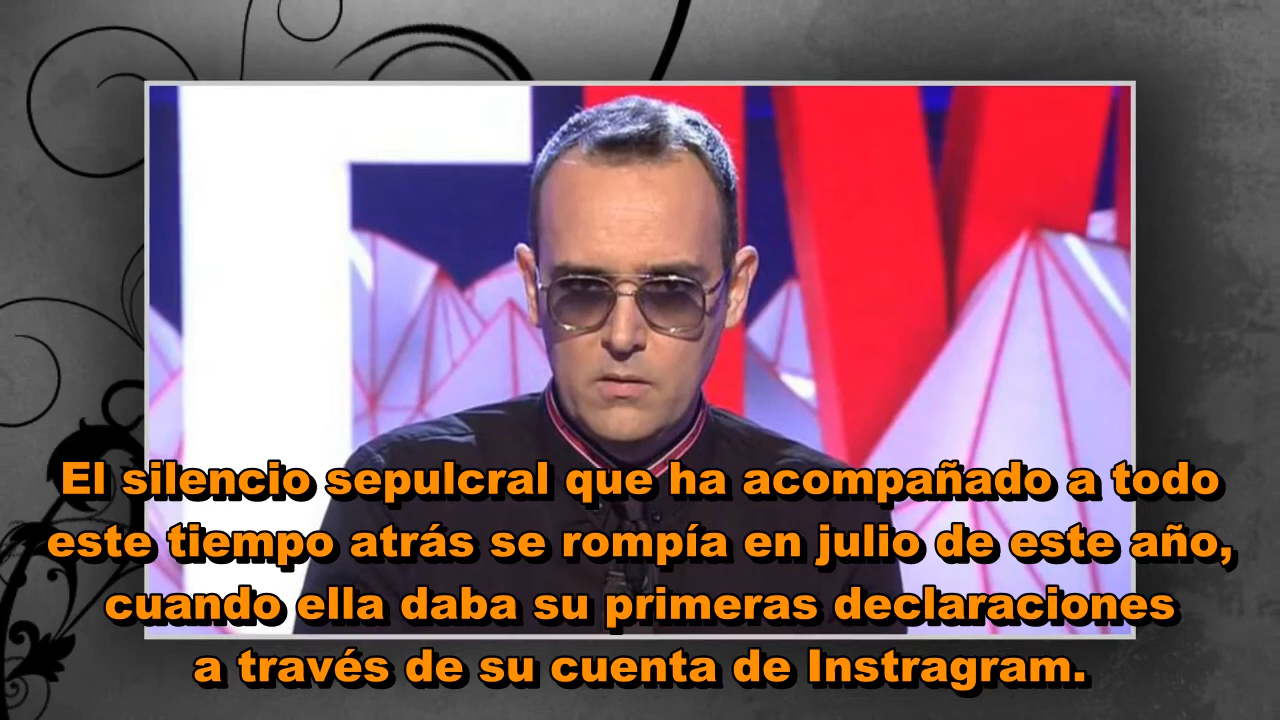 El silencio sepulcral que ha acompañado a todo
este tiempo atrás se rompía en julio de este año,
cuando ella daba su primeras declaraciones
a través de su cuenta de Instragram.